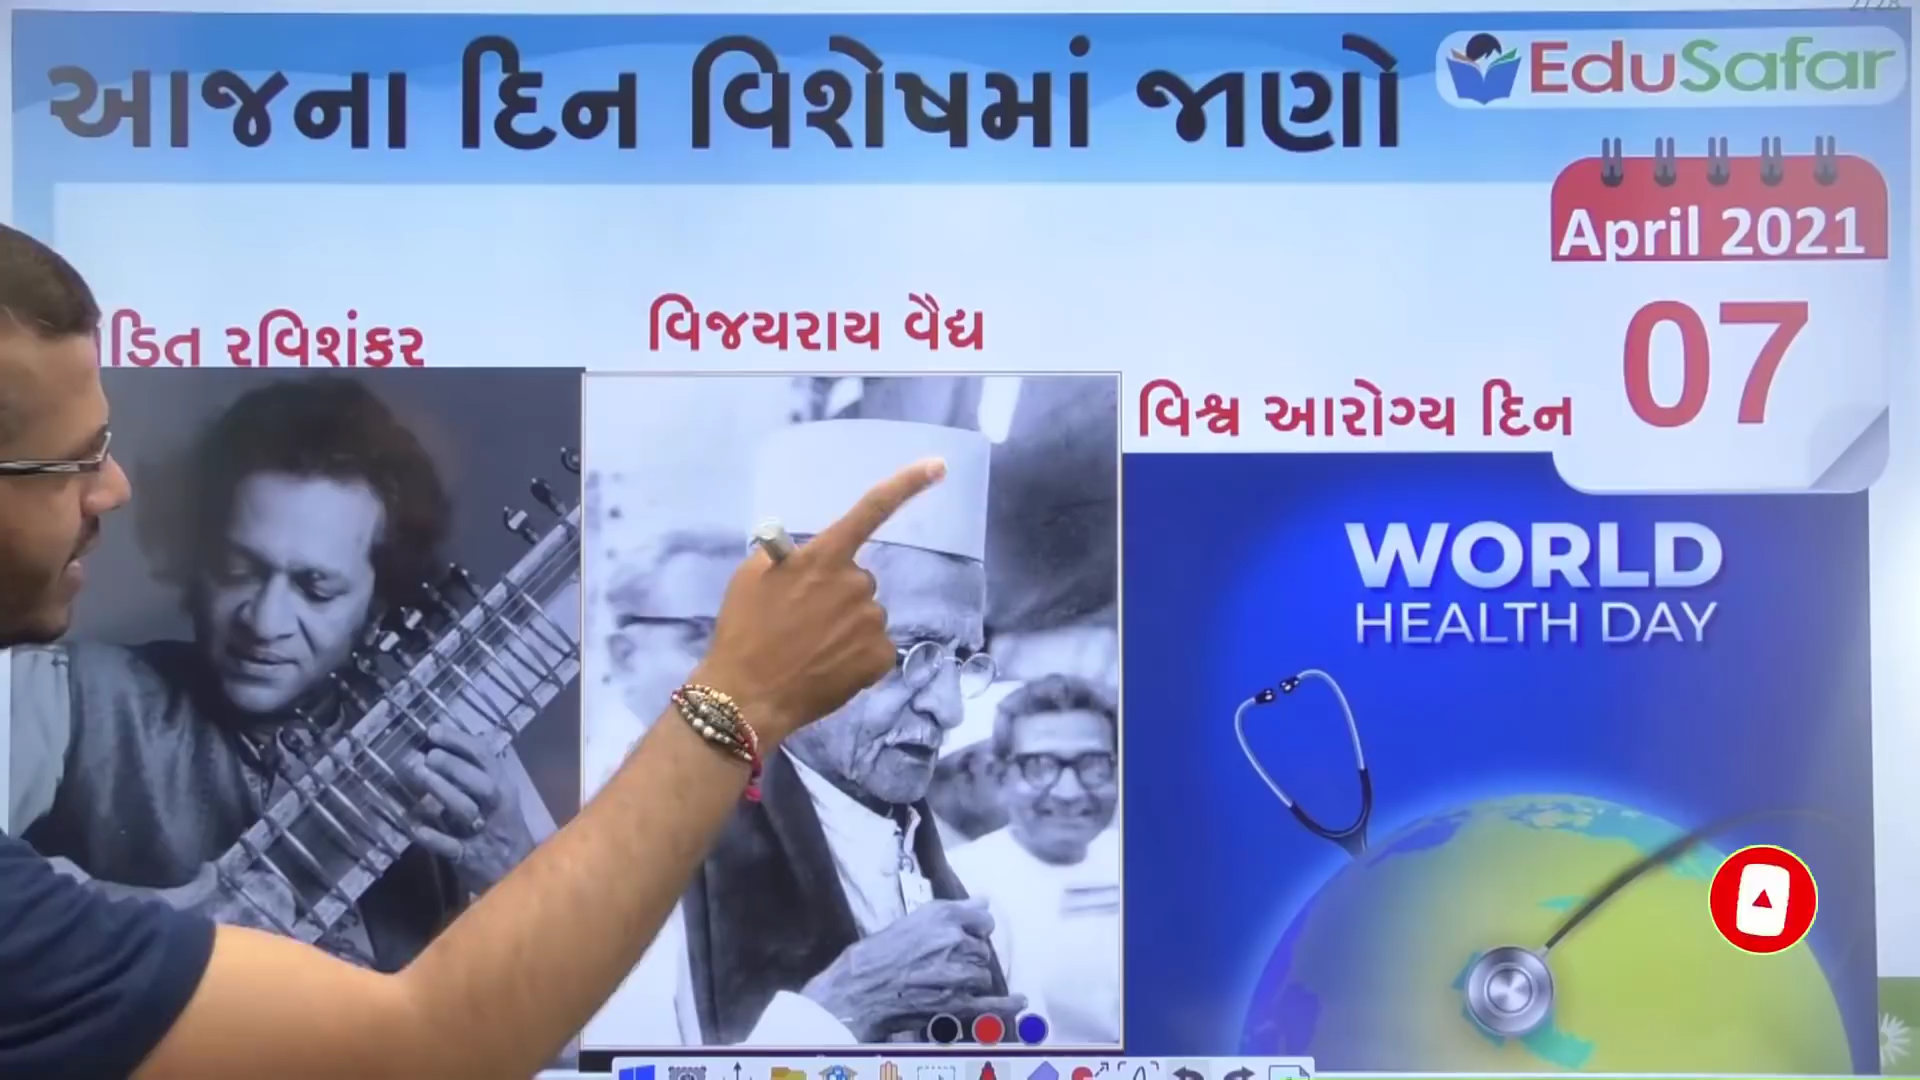 આજના દિન વિશેષમાં જાણો
EduSafar
April 2021
07
રવિશંકર
વિજયરાય વૈદ્ય
વિશ્વ આરોગ્ય દિન
WORLD
HEALTH DAY